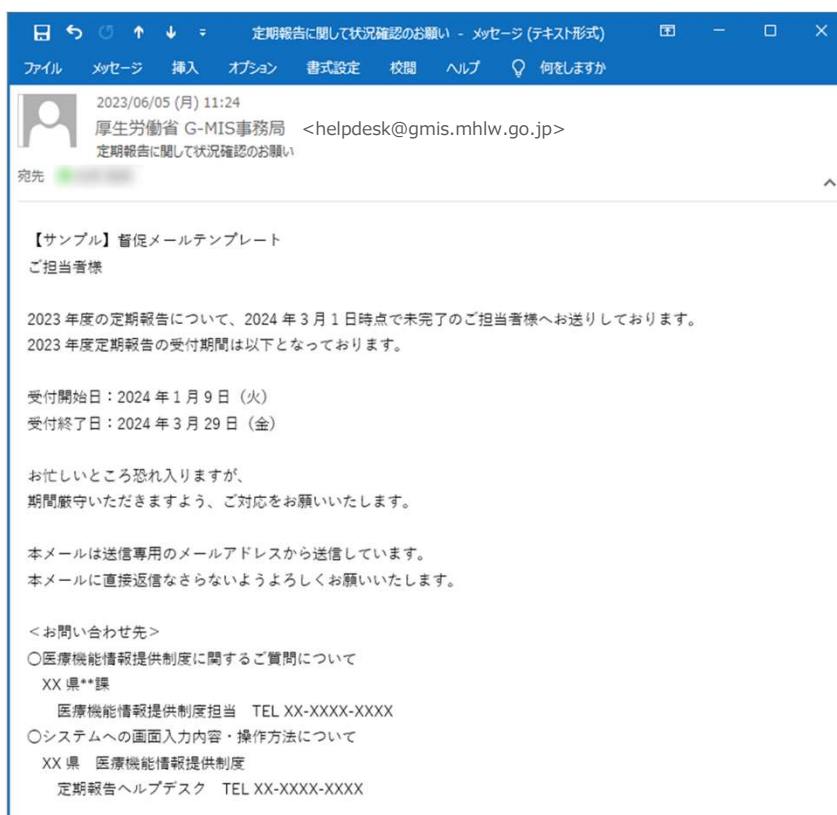 定期報告に関して状況確認のお願い - メッセージ (テキスト形式)
ファイル メッセージ 挿入 オプション 書式設定 校閲 ヘルプ 何をしますか
2023/06/05 (月) 11:24
厚生労働省 G-MIS事務局 <helpdesk@gmis.mhlw.go.jp>
定期報告に関して状況確認のお願い
宛先
【サンプル】督促メールテンプレート
ご担当者様
2023 年度の定期報告について、2024 年 3 月 1 日時点で未完了のご担当者様へお送りしております。
2023 年度定期報告の受付期間は以下となっております。
受付開始日：2024 年 1 月 9 日（火）
受付終了日：2024 年 3 月 29 日（金）
お忙しいところ恐れ入りますが、
期間厳守いただきますよう、ご対応をお願いいたします。
本メールは送信専用のメールアドレスから送信しています。
本メールに直接返信なさらないようよろしくお願いいたします。
＜お問い合わせ先＞
○医療機能情報提供制度に関するご質問について
XX 県**課
医療機能情報提供制度担当 TEL XX-XXXX-XXXX
○システムへの画面入力内容・操作方法について
XX 県 医療機能情報提供制度
定期報告ヘルプデスク TEL XX-XXXX-XXXX